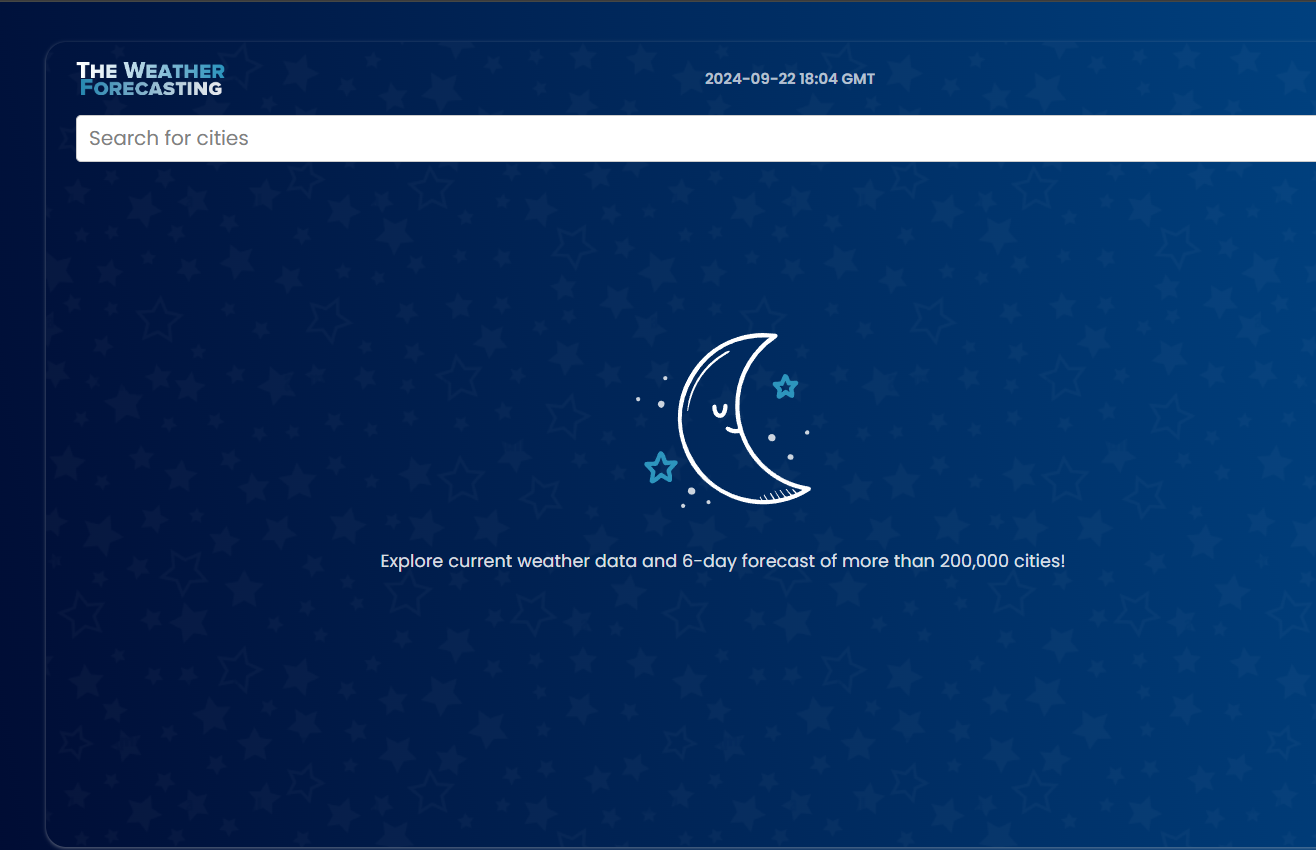 THE WEATHER
FORECASTING
2024-09-22 18:04 GMT
Search for cities
Explore current weather data and 6-day forecast of more than 200,000 cities!